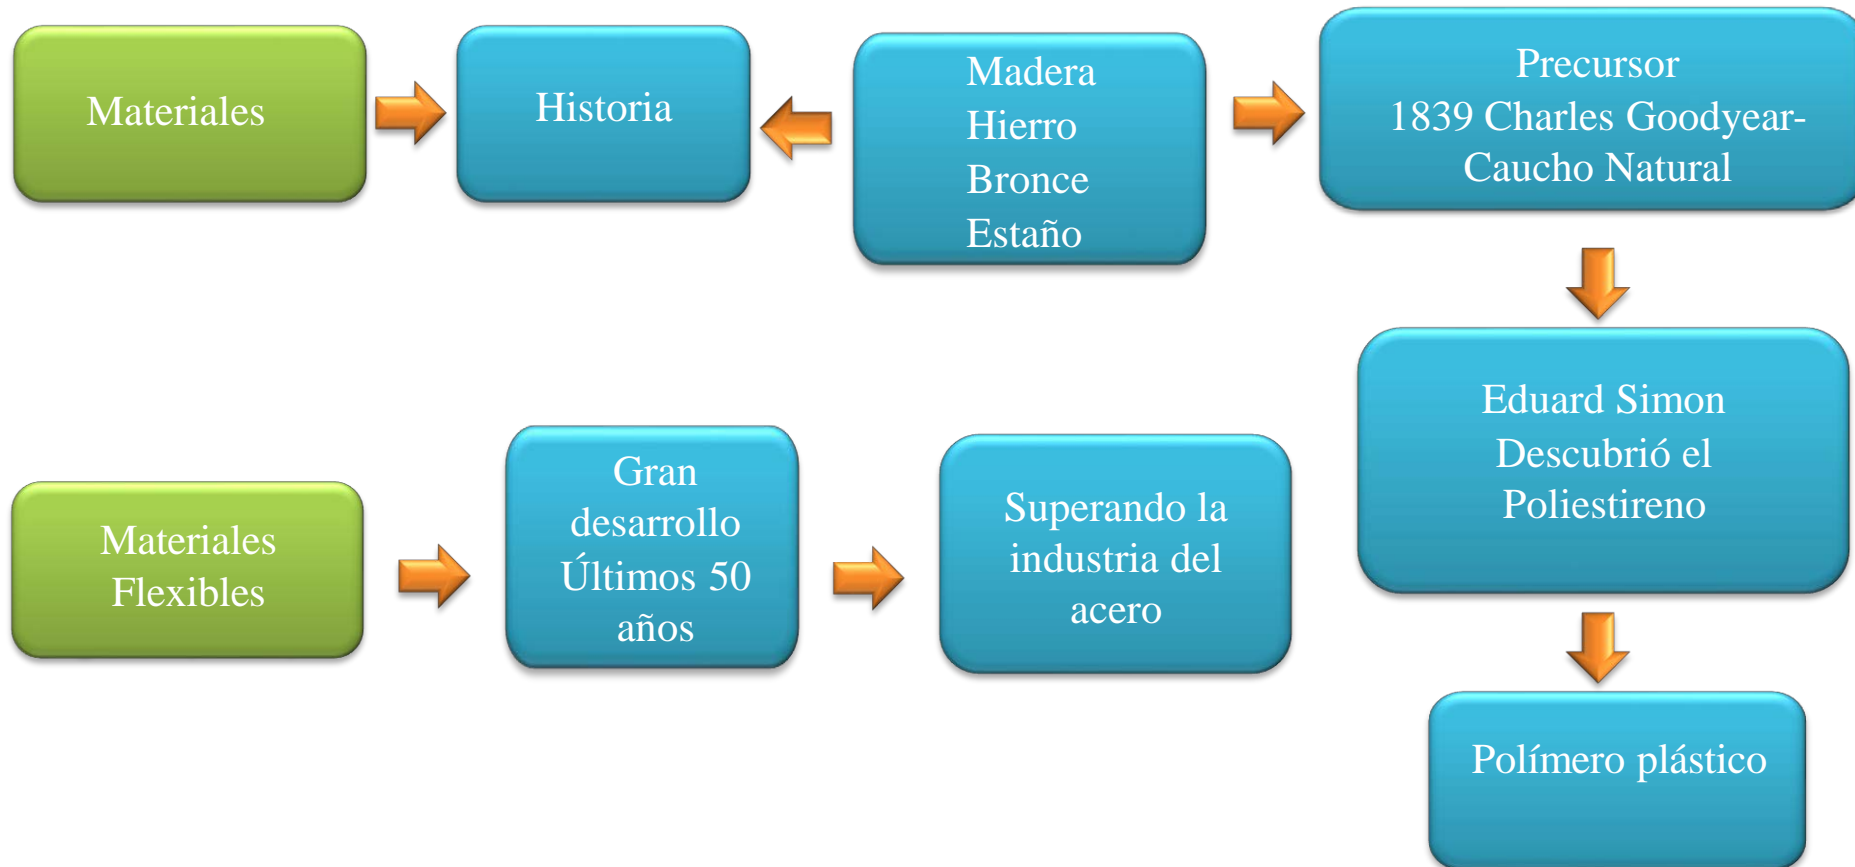 Materiales
Historia
Madera
Hierro
Bronce
Estaño
Precursor
1839 Charles Goodyear-
Caucho Natural
Eduard Simon
Descubrió el
Poliestireno
Polímero plástico
Materiales
Flexibles
Gran
desarrollo
Últimos 50
años
Superando la
industria del
acero